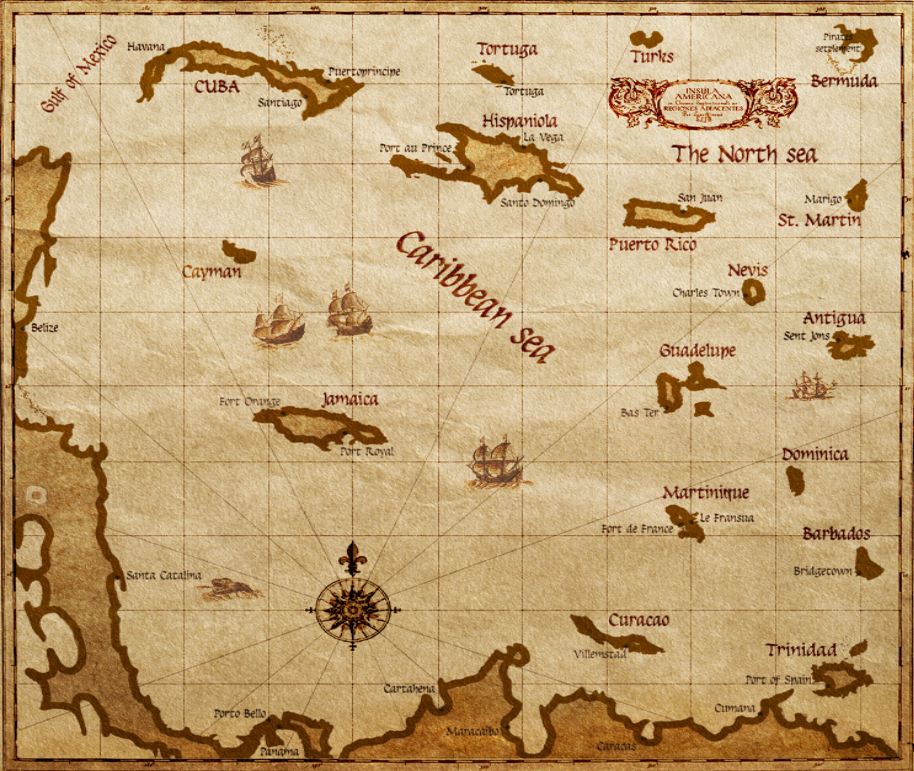 Gulf of Mexico
Havana
CUBA
Puertoprincipe
Santiago
Tortuga
Tortuga
Turks
Pirates
settlement
Bermuda
INSULA
AMERICANA
REGIONES ADIACENTES
Hispaniola
La Vega
Port au Prince
Santo Domingo
The North sea
San Juan
Puerto Rico
Marigo
St. Martin
Cayman
Caribbean sea
Nevis
Charles Town
Belize
Antigua
Sent Jons
Guadelupe
Bas Ter
Fort Orange
Jamaica
Port Royal
Dominica
Martinique
Le Fransua
Fort de France
Barbados
Bridgetown
Santa Catalina
Curacao
Villemstad
Trinidad
Port of Spain
Cartahena
Cumana
Porto Bello
Maracaibo
Panama
Caracas